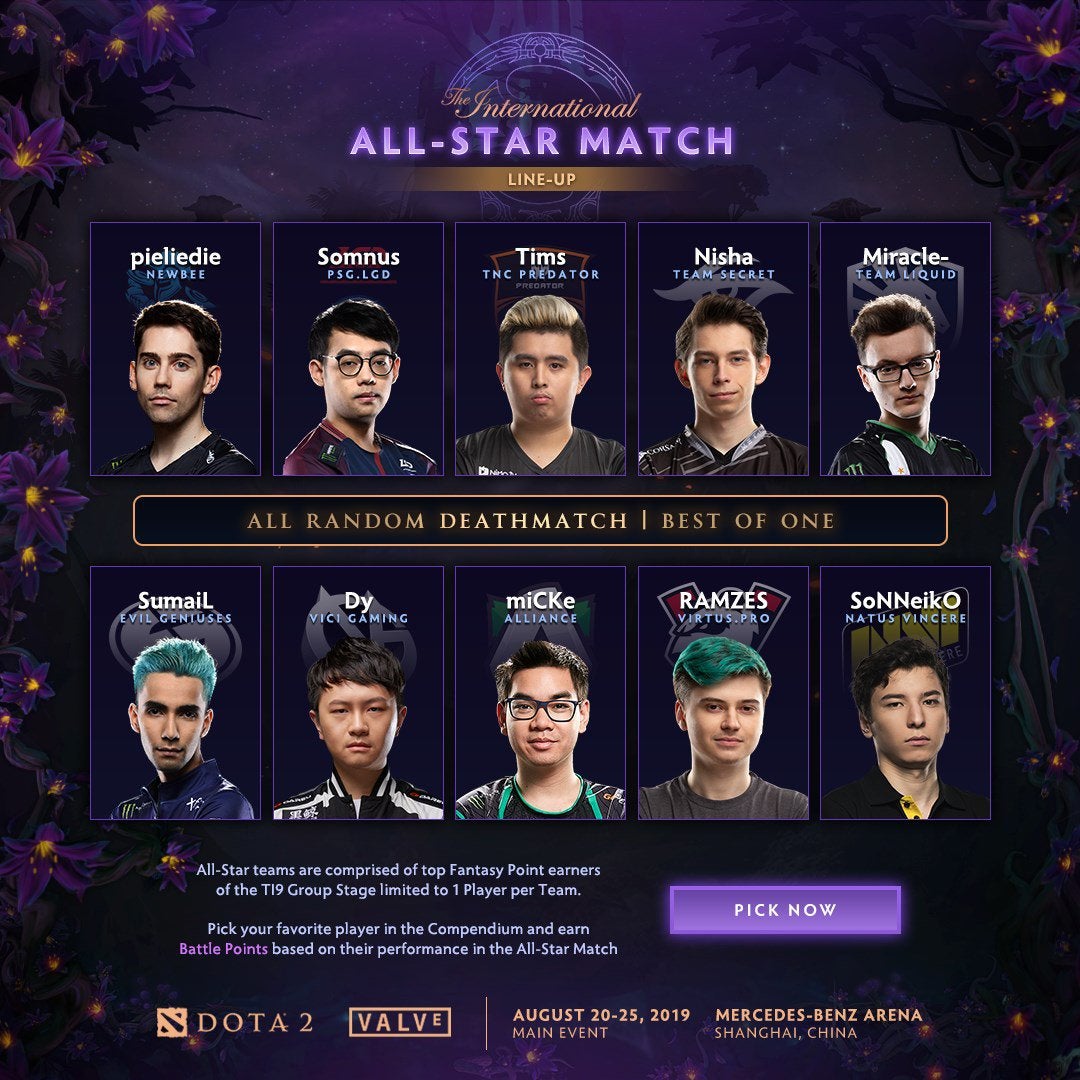 The International
ALL-STAR MATCH
LINE-UP
pieliedie
NEWBEE
Somnus
PSG.LGD
Tims
TNC PREDATOR
PREDATOR
Nisha
TEAM SECRET
Miracle-
TEAM LIQUID
ALL RANDOM DEATHMATCH | BEST OF ONE
SumaiL
EVIL GENIUSES
Dy
VICI GAMING
miCKe
ALLIANCE
RAMZES
VIRTUS.PRO
SoNNeikO
NATUS VINCERE
All-Star teams are comprised of top Fantasy Point earners
of the TI9 Group Stage limited to 1 Player per Team.
Pick your favorite player in the Compendium and earn
Battle Points based on their performance in the All-Star Match
PICK NOW
DOTA 2
VALVE
AUGUST 20-25, 2019
MAIN EVENT
MERCEDES-BENZ ARENA
SHANGHAI, CHINA